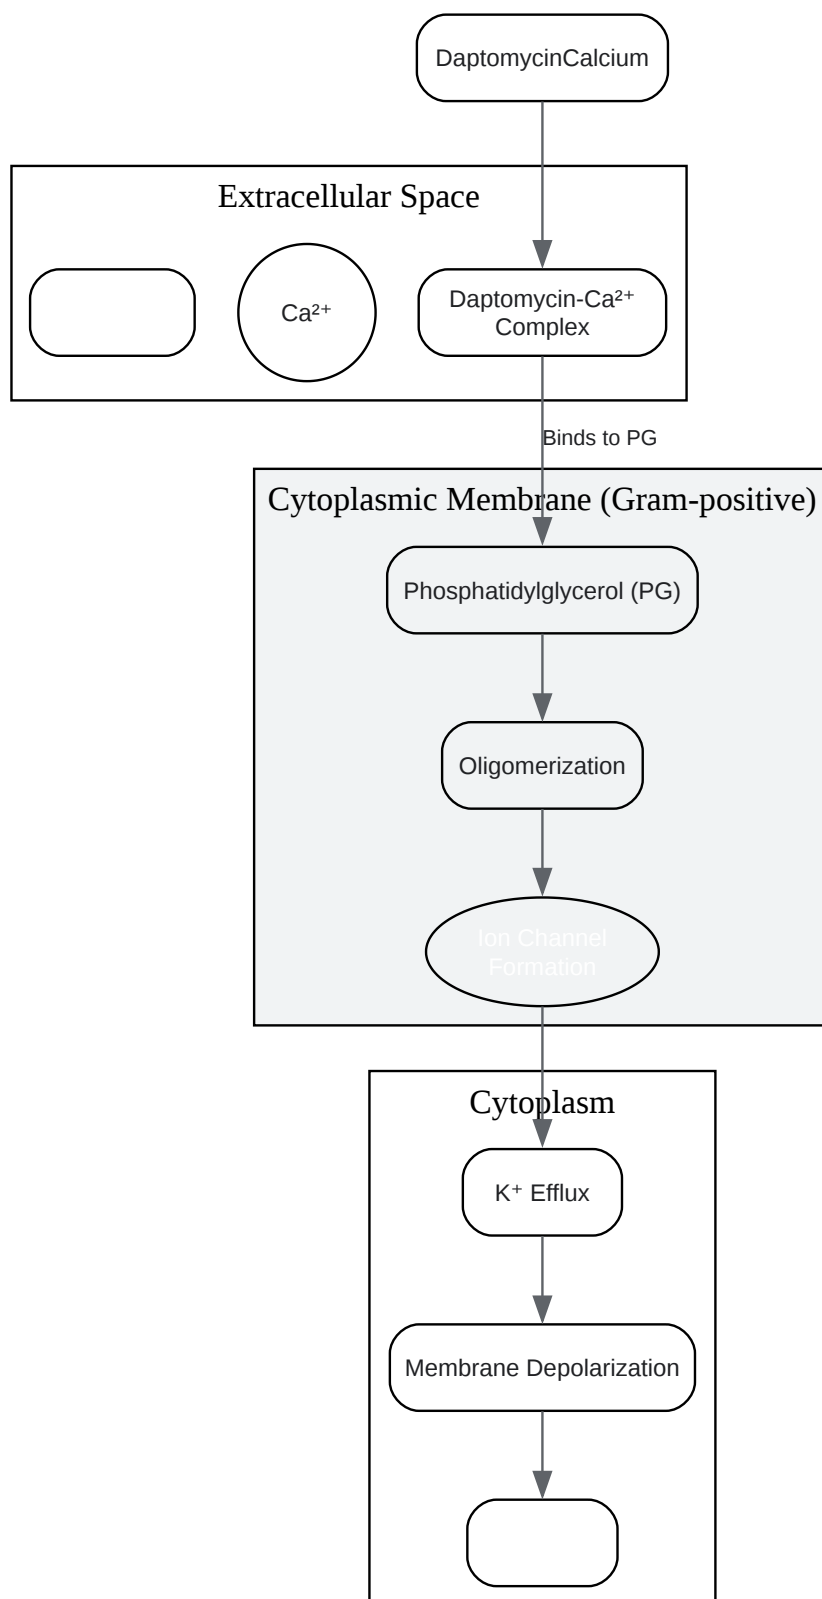 DaptomycinCalcium
Extracellular Space
Ca²⁺
Daptomycin-Ca²⁺
Complex
Binds to PG
Cytoplasmic Membrane (Gram-positive)
Phosphatidylglycerol (PG)
Oligomerization
Ion Channel
Formation
Cytoplasm
K⁺ Efflux
Membrane Depolarization